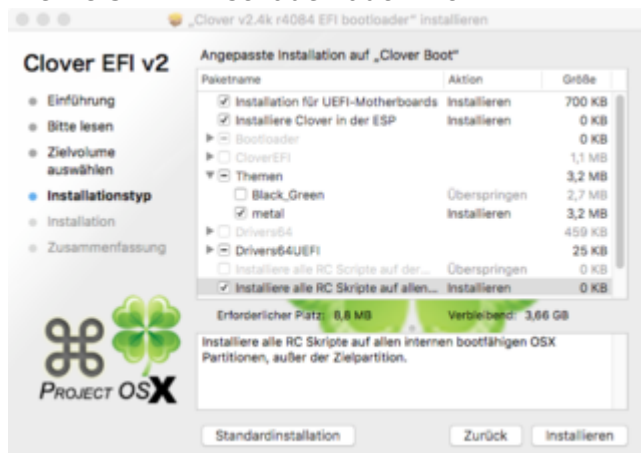 „Clover v2.4k r4084 EFI bootloader“ installieren
Clover EFI v2
Angepasste Installation auf „Clover Boot“
Paketname Aktion Größe
Installation für UEFI-Motherboards Installieren 700 KB
Installiere Clover in der ESP Installieren 0 KB
Bootloader 0 KB
CloverEFI 1,1 MB
Themen 3,2 MB
Black_Green Überspringen 2,7 MB
metal Installieren 3,2 MB
Drivers64 459 KB
Drivers64UEFI 25 KB
Installiere alle RC Scripte auf der... Überspringen 0 KB
Installiere alle RC Skripte auf allen... Installieren 0 KB
Einführung
Bitte lesen
Zielvolume
auswählen
Installationstyp
Installation
Zusammenfassung
Erforderlicher Platz: 8,8 MB Verbleibend: 3,66 GB
Installiere alle RC Skripte auf allen internen bootfähigen OSX
Partitionen, außer der Zielpartition.
PROJECT OSX
Standardinstallation Zurück Installieren